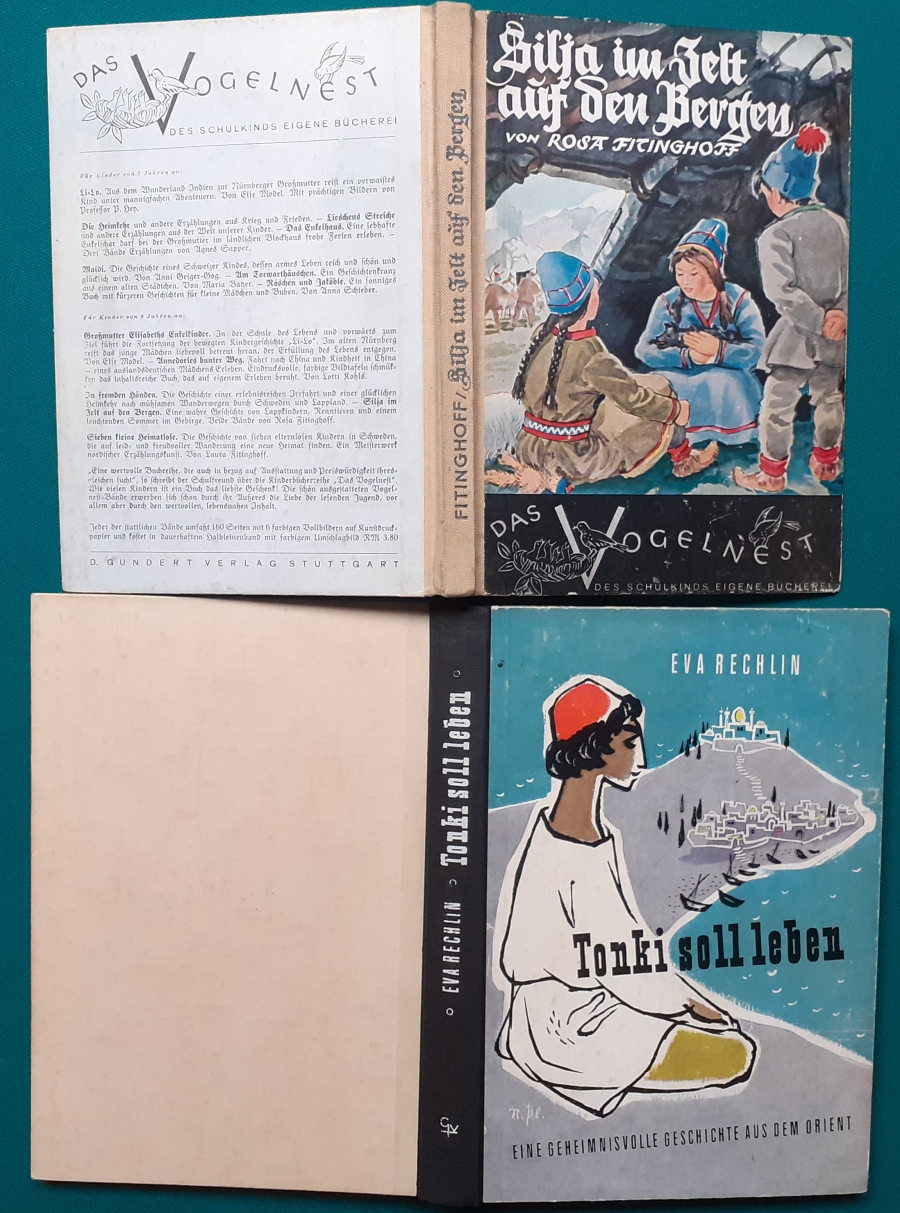 DAS VOGELNEST
DES SCHULKINDS EIGENE BÜCHEREI
Für Kinder von 7 Jahren an:
Li-Lo. Aus dem Wunderland Indien zur Nürnberger Großmutter reist ein verwaistes
Kind unter mannigfachen Abenteuern. Von Else Model. Mit prächtigen Bildern von
Professor P. Hey.
Die Heimkehr und andere Erzählungen aus Krieg und Frieden. — Lieschens Streiche
und andere Erzählungen aus der Welt unserer Kinder. — Das Enkelhaus. Eine lebhafte
Enkelschar darf bei der Großmutter im ländlichen Blockhaus frohe Ferien erleben. —
Drei Bände Erzählungen von Agnes Sapper.
Maidi. Die Geschichte eines Schweizer Kindes, dessen armes Leben reich und schön und
glücklich wird. Von Anni Geiger-Gog. — Am Torwarthäuschen. Ein Geschichtenkranz
aus einem alten Städtchen. Von Maria Batzer. — Röschen und Jaköble. Ein sonniges
Buch mit kürzeren Geschichten für kleine Mädchen und Buben. Von Anna Schieber.
Für Kinder von 9 Jahren an:
Großmutter Elisabeths Enkelkinder. In der Schule des Lebens und vorwärts zum
Ziel führt die Fortsetzung der bewegten Kindergeschichte „Li-Lo". Im alten Nürnberg
reift das junge Mädchen liebevoll betreut heran, der Erfüllung des Lebens entgegen.
Von Else Model. — Annedorles bunter Weg. Fahrt nach China und Kindheit in China
— eines auslandsdeutschen Mädchens Erleben. Eindrucksvolle, farbige Bildtafeln schmük-
ken das inhaltsreiche Buch, das auf eigenem Erleben beruht. Von Lotti Kohls.
In fremden Händen. Die Geschichte einer erlebnisreichen Irrfahrt und einer glücklichen
Heimkehr nach mühsamen Wanderwegen durch Schweden und Lappland. — Silja im
Zelt auf den Bergen. Eine wahre Geschichte von Lappkindern, Renntieren und einem
leuchtenden Sommer im Gebirge. Beide Bände von Rosa Fitinghoff.
Sieben kleine Heimatlose. Die Geschichte von sieben elternlosen Kindern in Schweden,
die auf leid- und freudvoller Wanderung eine neue Heimat finden. Ein Meisterwerk
nordischer Erzählungskunst. Von Laura Fitinghoff.
„Eine wertvolle Buchreihe, die auch in bezug auf Ausstattung und Preiswürdigkeit ihres-
gleichen sucht", so schreibt der Schulfreund über die Kinderbücherreihe „Das Vogelnest".
Wie vielen Kindern ist ein Buch das liebste Geschenk! Die schön ausgestatteten Vogel-
nest-Bände erwerben sich schon durch ihr Äußeres die Liebe der lesenden Jugend, vor
allem aber durch den wertvollen, lebensnahen Inhalt.
Jeder der stattlichen Bände umfaßt 160 Seiten mit 6 farbigen Vollbildern auf Kunstdruck-
papier und kostet in dauerhaftem Halbleinenband mit farbigem Umschlagbild RM 3.80
D. GUNDERT VERLAG STUTTGART
FITINGHOFF / Silja im Zelt auf den Bergen
Silja im Zelt
auf den Bergen
VON ROSA FITINGHOFF
DAS VOGELNEST
DES SCHULKINDS EIGENE BÜCHEREI
EVA RECHLIN Tonki soll leben
EVA RECHLIN
Tonki soll leben
n.pe.
EINE GEHEIMNISVOLLE GESCHICHTE AUS DEM ORIENT